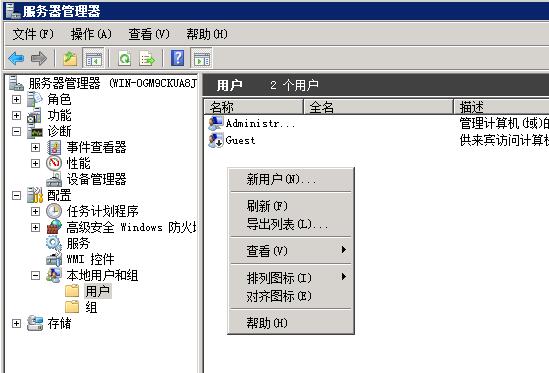 服务器管理器
文件(F) 操作(A) 查看(V) 帮助(H)
服务器管理器 (WIN-OGM9CKUA8J
角色
功能
诊断
事件查看器
性能
设备管理器
配置
任务计划程序
高级安全 Windows 防火
服务
WMI 控件
本地用户和组
用户
组
存储
用户 2 个用户
名称 全名 描述
Administr... 管理计算机(域)的
Guest 供来宾访问计算机
新用户(N)...
刷新(F)
导出列表(L)...
查看(V)
排列图标(I)
对齐图标(E)
帮助(H)